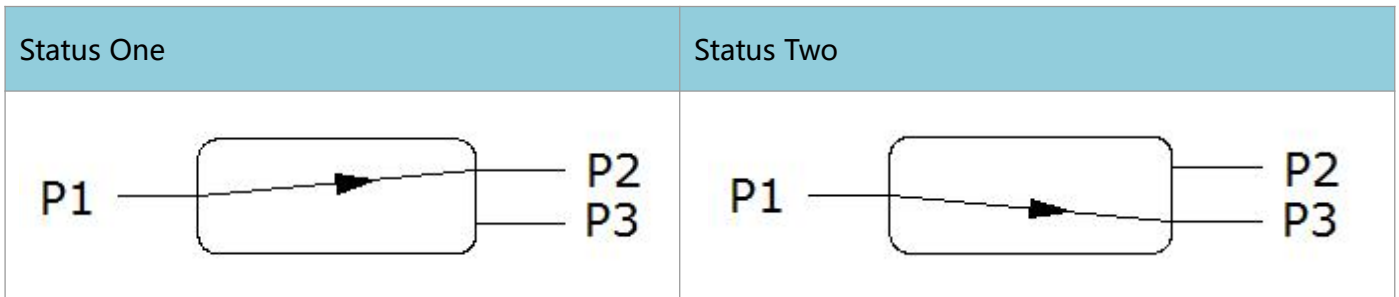 Status One
Status Two
P1
P2
P3
P1
P2
P3